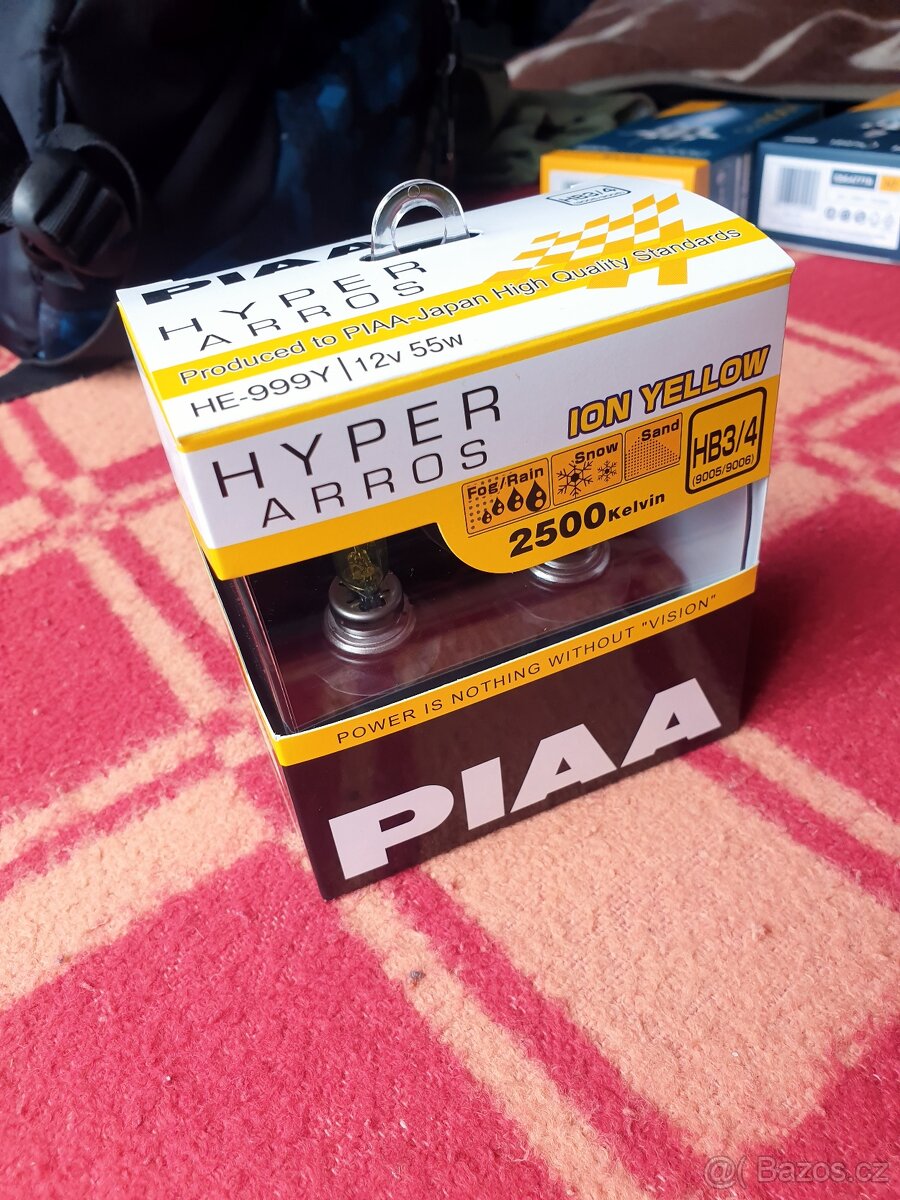 HB3/4
PIAA
HYPER
ARROS
Produced to PIAA-Japan High Quality Standards
HE-999Y | 12v 55w
HYPER
ARROS
ION YELLOW
Fog/Rain
Snow
Sand
HB3/4
(9005/9006)
2500Kelvin
POWER IS NOTHING WITHOUT "VISION"
PIAA
@( Bazos.cz